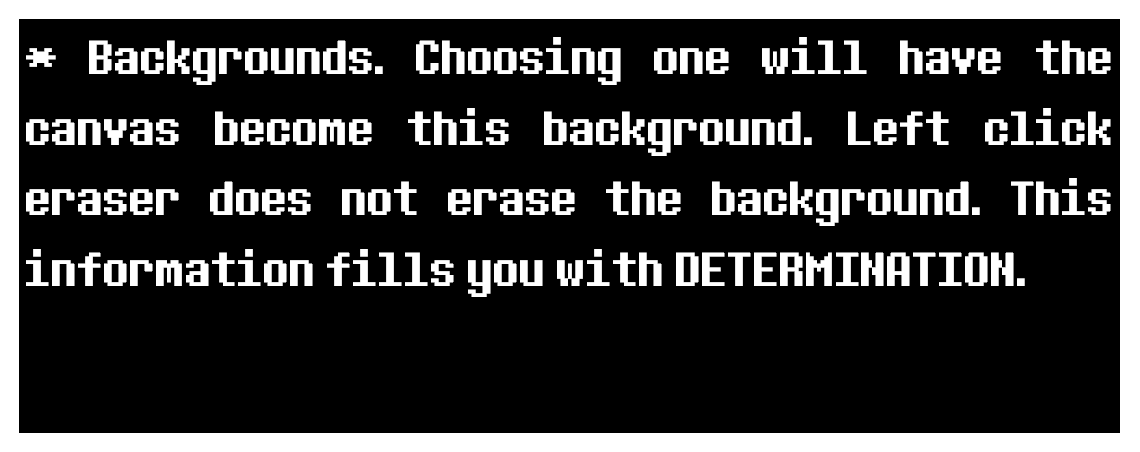 * Backgrounds. Choosing one will have the
canvas become this background. Left click
eraser does not erase the background. This
information fills you with DETERMINATION.